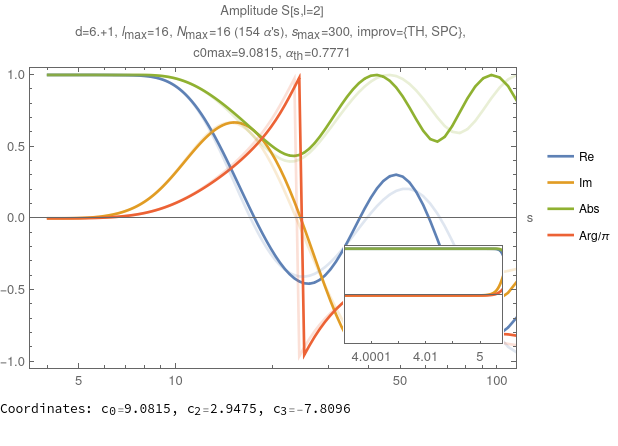 Amplitude S[s,l=2]
d=6.+1, lmax=16, Nmax=16 (154 α's), smax=300, improv={TH, SPC},
c0max=9.0815, αth=0.7771
1.0
0.5
0.0
−0.5
−1.0
s
Re
Im
Abs
Arg/π
4.0001 4.01 5
5 10 50 100
Coordinates: c0=9.0815, c2=2.9475, c3=−7.8096